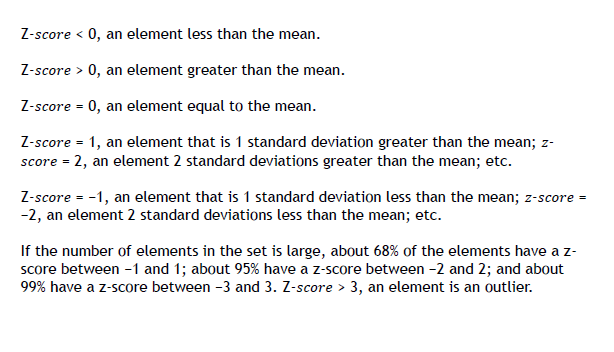 Z-score < 0, an element less than the mean.
Z-score > 0, an element greater than the mean.
Z-score = 0, an element equal to the mean.
Z-score = 1, an element that is 1 standard deviation greater than the mean; z-
score = 2, an element 2 standard deviations greater than the mean; etc.
Z-score = −1, an element that is 1 standard deviation less than the mean; z-score =
−2, an element 2 standard deviations less than the mean; etc.
If the number of elements in the set is large, about 68% of the elements have a z-
score between −1 and 1; about 95% have a z-score between −2 and 2; and about
99% have a z-score between −3 and 3. Z-score > 3, an element is an outlier.